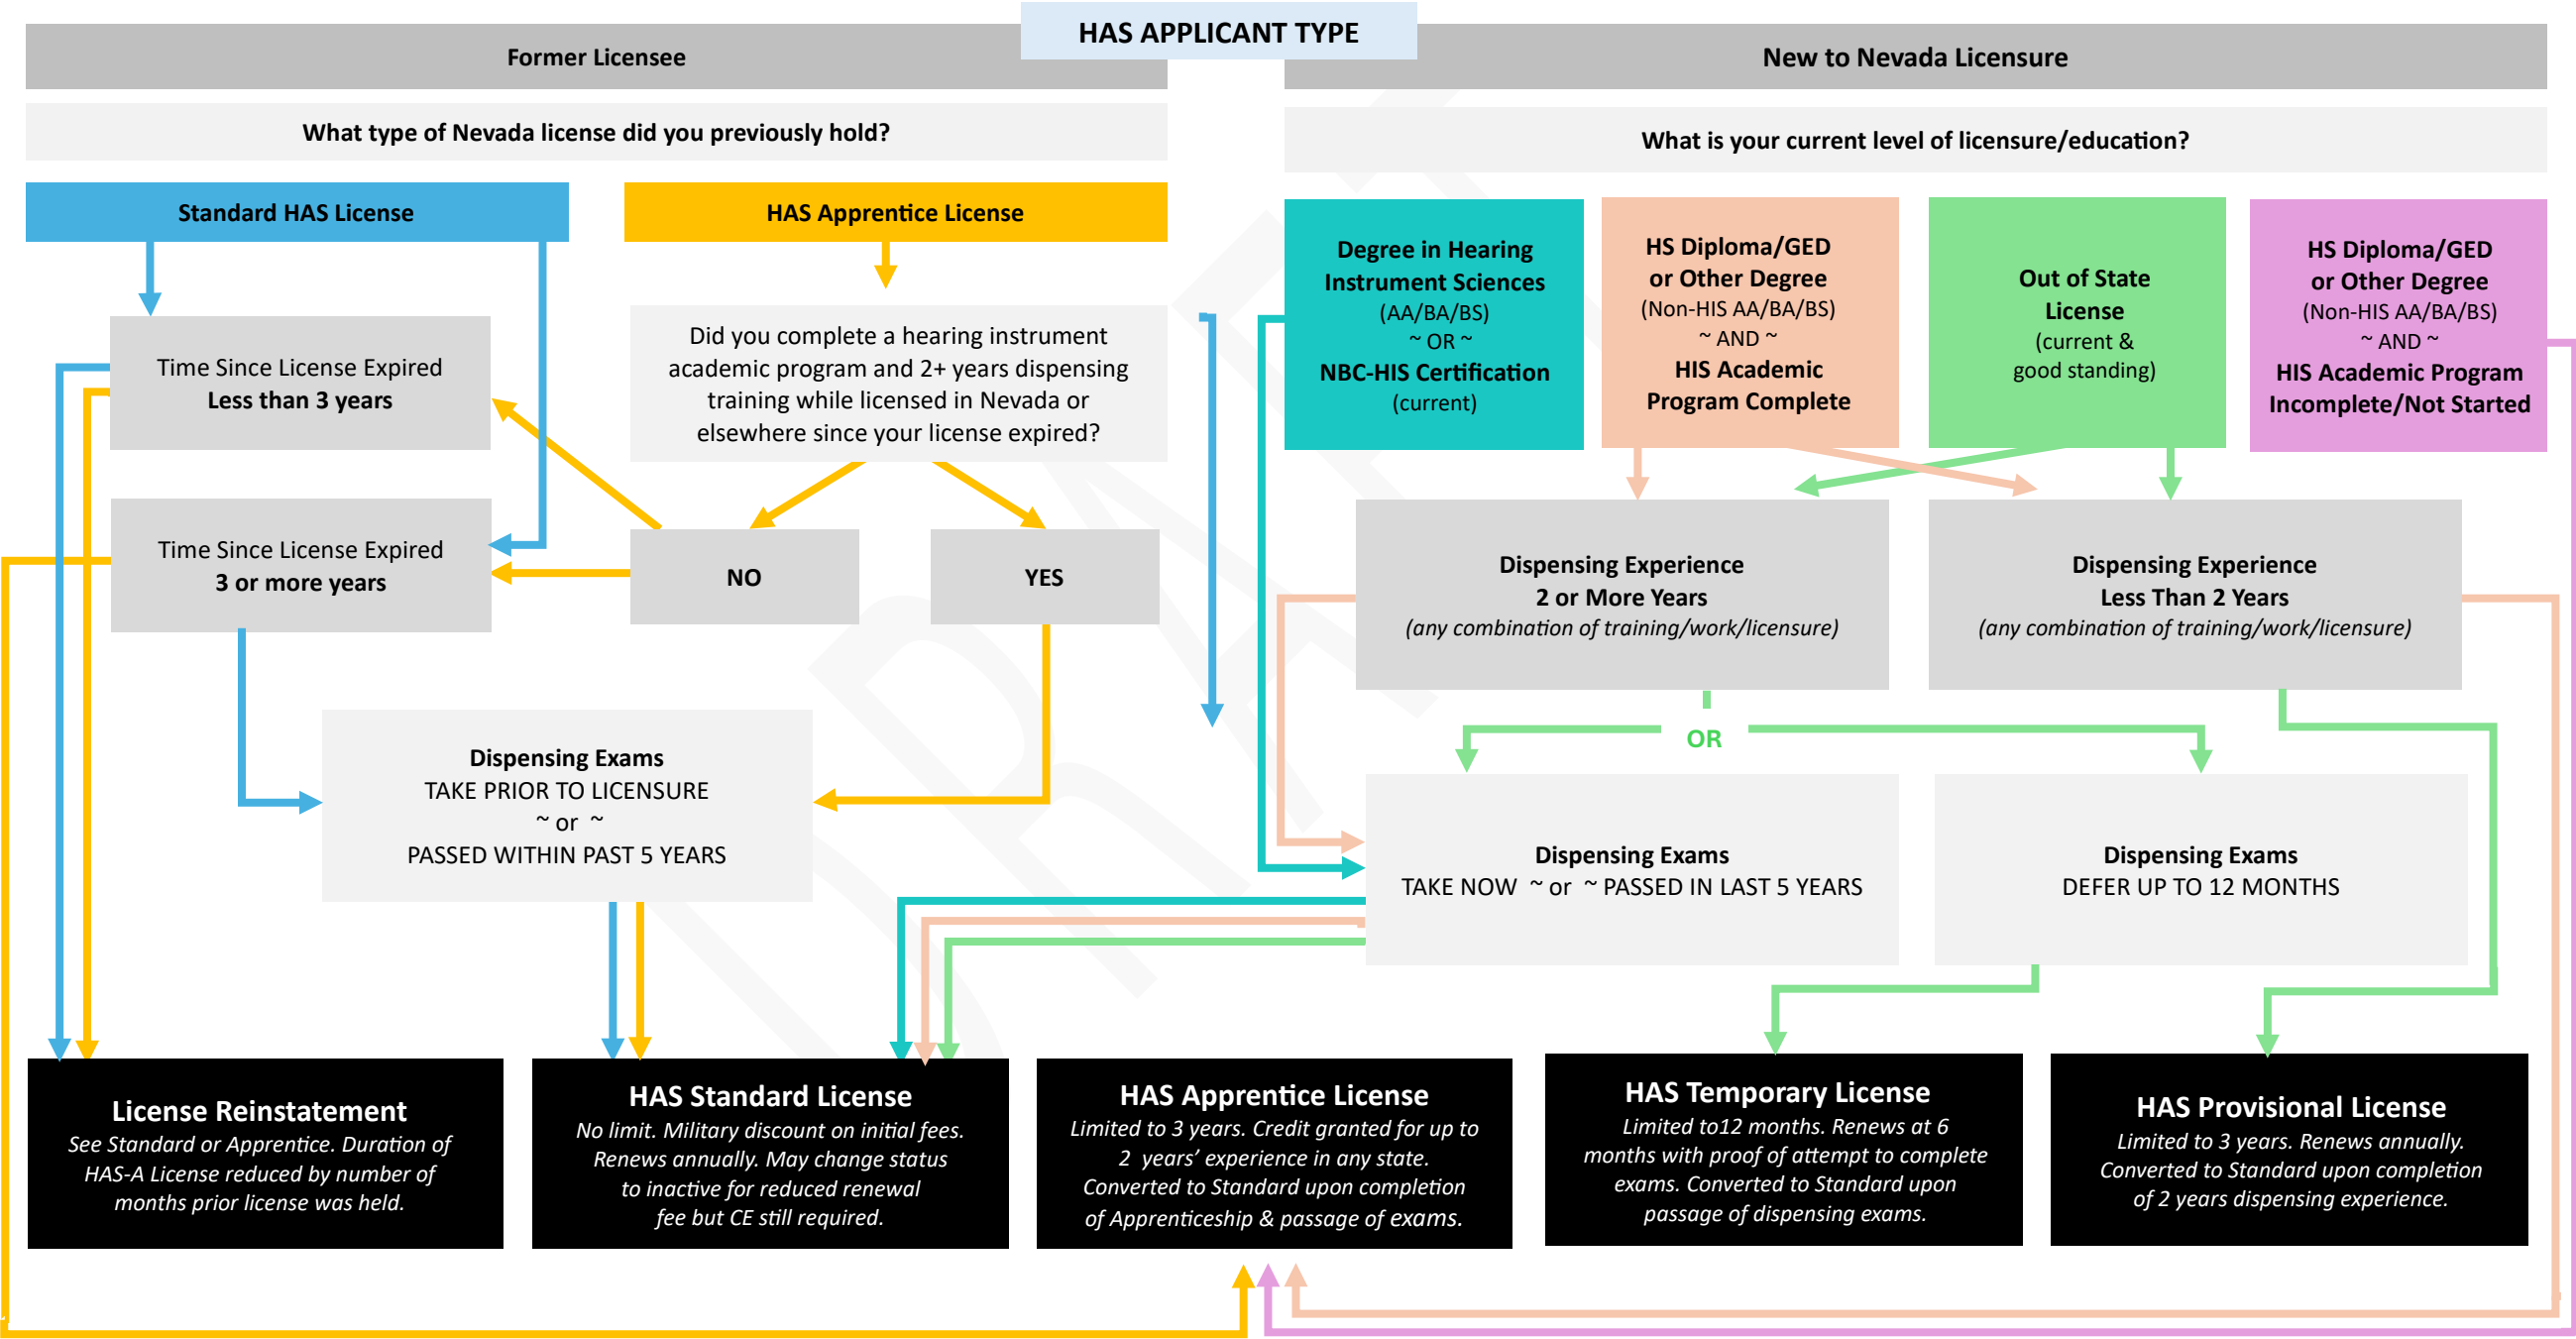 HAS APPLICANT TYPE
Former Licensee
New to Nevada Licensure
What type of Nevada license did you previously hold?
What is your current level of licensure/education?
Standard HAS License
HAS Apprentice License
Time Since License Expired
Less than 3 years
Did you complete a hearing instrument
academic program and 2+ years dispensing
training while licensed in Nevada or
elsewhere since your license expired?
Time Since License Expired
3 or more years
NO
YES
Dispensing Exams
TAKE PRIOR TO LICENSURE
~ or ~
PASSED WITHIN PAST 5 YEARS
Degree in Hearing
Instrument Sciences
(AA/BA/BS)
~ OR ~
NBC-HIS Certification
(current)
HS Diploma/GED
or Other Degree
(Non-HIS AA/BA/BS)
~ AND ~
HIS Academic
Program Complete
Out of State
License
(current &
good standing)
HS Diploma/GED
or Other Degree
(Non-HIS AA/BA/BS)
~ AND ~
HIS Academic Program
Incomplete/Not Started
Dispensing Experience
2 or More Years
(any combination of training/work/licensure)
Dispensing Experience
Less Than 2 Years
(any combination of training/work/licensure)
OR
Dispensing Exams
TAKE NOW ~ or ~ PASSED IN LAST 5 YEARS
Dispensing Exams
DEFER UP TO 12 MONTHS
License Reinstatement
See Standard or Apprentice. Duration of
HAS-A License reduced by number of
months prior license was held.
HAS Standard License
No limit. Military discount on initial fees.
Renews annually. May change status
to inactive for reduced renewal
fee but CE still required.
HAS Apprentice License
Limited to 3 years. Credit granted for up to
2 years' experience in any state.
Converted to Standard upon completion
of Apprenticeship & passage of exams.
HAS Temporary License
Limited to12 months. Renews at 6
months with proof of attempt to complete
exams. Converted to Standard upon
passage of dispensing exams.
HAS Provisional License
Limited to 3 years. Renews annually.
Converted to Standard upon completion
of 2 years dispensing experience.
DRAFT